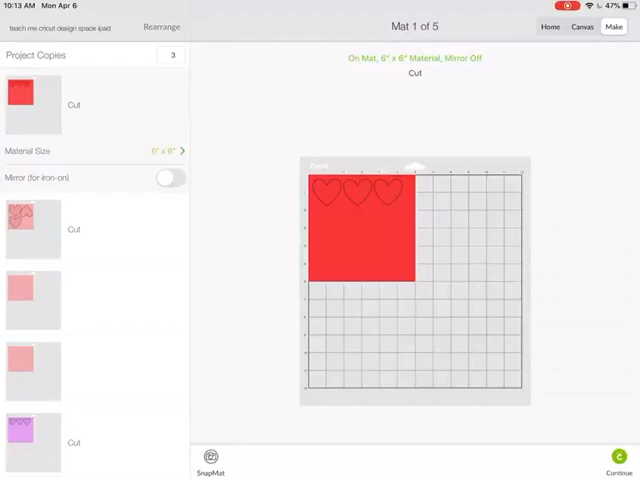 10:13 AM Mon Apr 6
47%
teach me cricut design space ipad
Rearrange
Mat 1 of 5
Home
Canvas
Make
Project Copies
3
On Mat, 6" x 6" Material, Mirror Off
Cut
Cut
Material Size
6" x 6"
Mirror (for iron-on)
Cut
Cut
Cricut
SnapMat
Continue